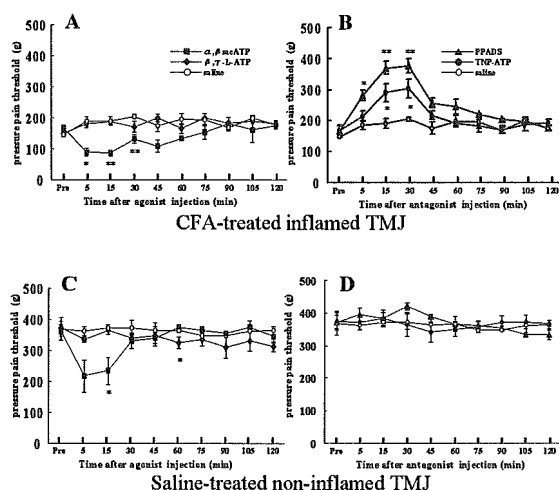 A
B
500
400
300
200
100
0
pressure pain threshold (g)
α,β meATP
β,γ-L-ATP
saline
*
**
**
Pre 5 15 30 45 60 75 90 105 120
Time after agonist injection (min)
500
400
300
200
100
0
pressure pain threshold (g)
PPADS
TNP-ATP
saline
*
**
**
*
*
Pre 5 15 30 45 60 75 90 105 120
Time after antagonist injection (min)
CFA-treated inflamed TMJ
C
D
500
400
300
200
100
0
pressure pain threshold (g)
*
*
Pre 5 15 30 45 60 75 90 105 120
Time after agonist injection (min)
500
400
300
200
100
0
pressure pain threshold (g)
Pre 5 15 30 45 60 75 90 105 120
Time after antagonist injection (min)
Saline-treated non-inflamed TMJ